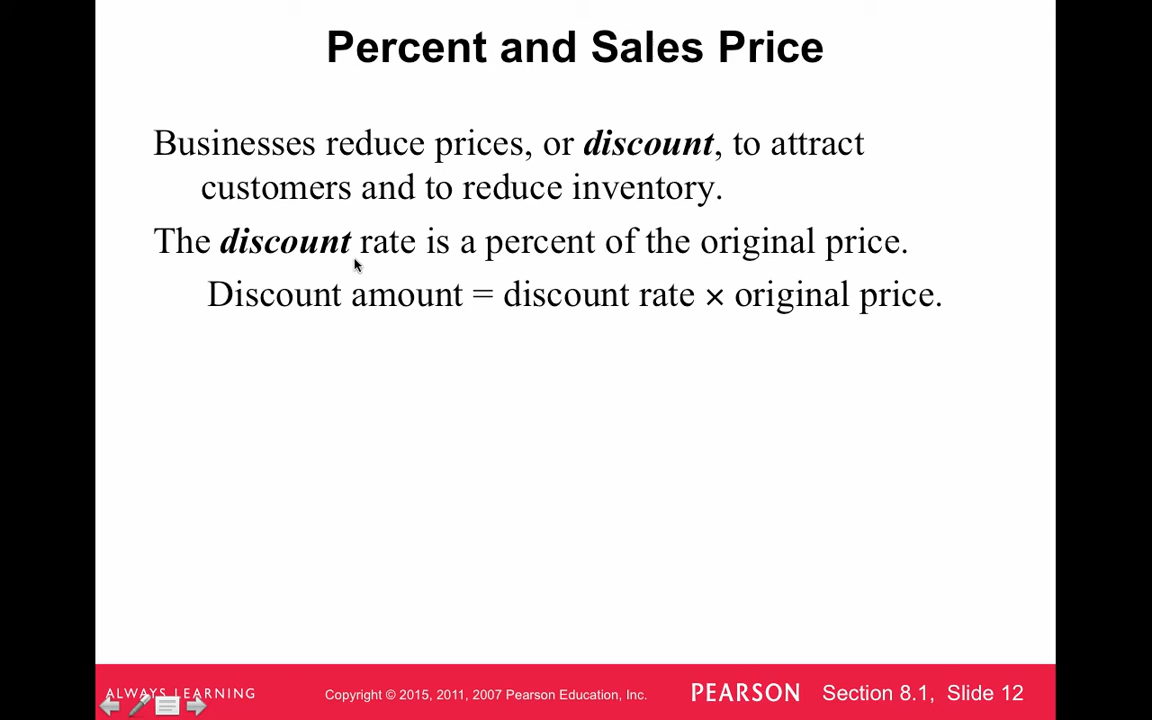 Percent and Sales Price
Businesses reduce prices, or discount, to attract
customers and to reduce inventory.
The discount rate is a percent of the original price.
Discount amount = discount rate × original price.
ALWAYS LEARNING
Copyright © 2015, 2011, 2007 Pearson Education, Inc.
PEARSON
Section 8.1, Slide 12